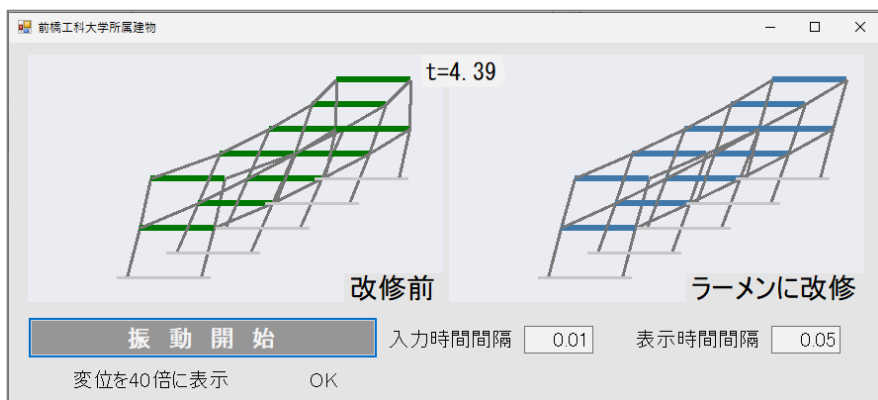 前橋工科大学所属建物
t=4.39
改修前
ラーメンに改修
振動開始
入力時間間隔 0.01 表示時間間隔 0.05
変位を40倍に表示 OK